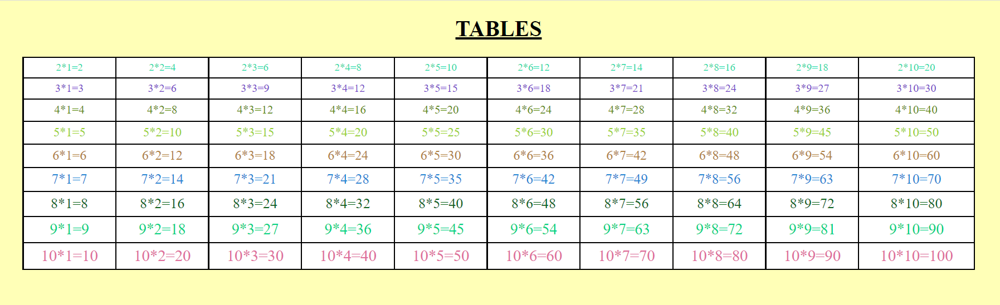 TABLES
2*1=2 2*2=4 2*3=6 2*4=8 2*5=10 2*6=12 2*7=14 2*8=16 2*9=18 2*10=20
3*1=3 3*2=6 3*3=9 3*4=12 3*5=15 3*6=18 3*7=21 3*8=24 3*9=27 3*10=30
4*1=4 4*2=8 4*3=12 4*4=16 4*5=20 4*6=24 4*7=28 4*8=32 4*9=36 4*10=40
5*1=5 5*2=10 5*3=15 5*4=20 5*5=25 5*6=30 5*7=35 5*8=40 5*9=45 5*10=50
6*1=6 6*2=12 6*3=18 6*4=24 6*5=30 6*6=36 6*7=42 6*8=48 6*9=54 6*10=60
7*1=7 7*2=14 7*3=21 7*4=28 7*5=35 7*6=42 7*7=49 7*8=56 7*9=63 7*10=70
8*1=8 8*2=16 8*3=24 8*4=32 8*5=40 8*6=48 8*7=56 8*8=64 8*9=72 8*10=80
9*1=9 9*2=18 9*3=27 9*4=36 9*5=45 9*6=54 9*7=63 9*8=72 9*9=81 9*10=90
10*1=10 10*2=20 10*3=30 10*4=40 10*5=50 10*6=60 10*7=70 10*8=80 10*9=90 10*10=100